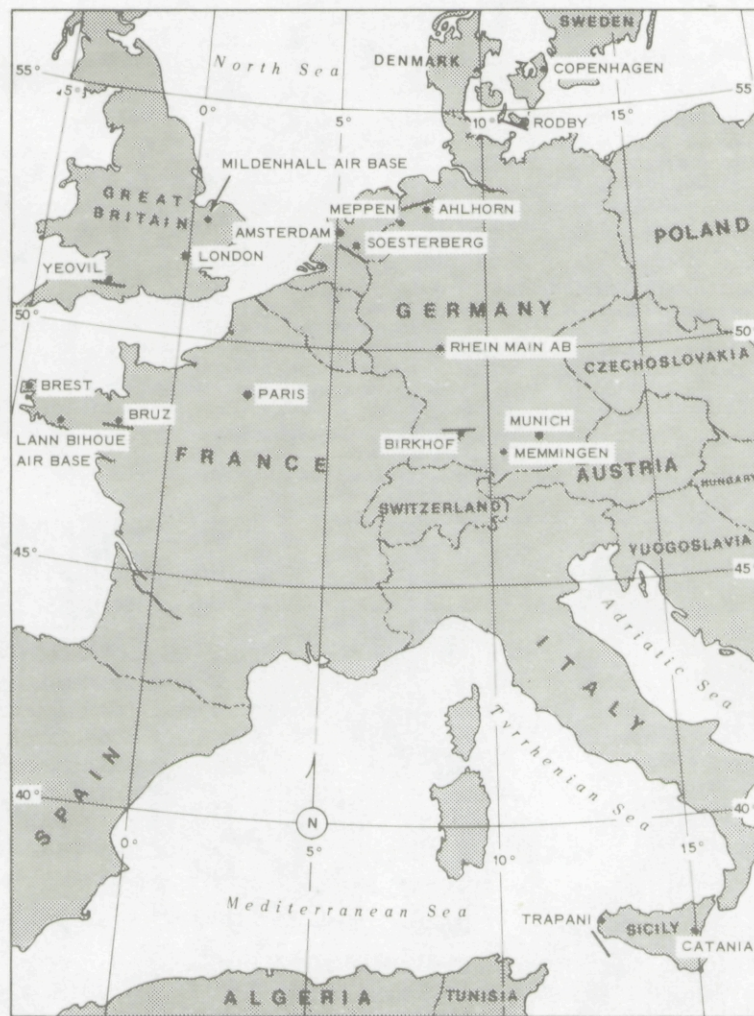 SWEDEN
North Sea
DENMARK
COPENHAGEN
55°
5°
0°
5°
10°
15°
55°
RODBY
MILDENHALL AIR BASE
GREAT
BRITAIN
MEPPEN
AHLHORN
AMSTERDAM
SOESTERBERG
POLAND
LONDON
YEOVIL
50°
GERMANY
50°
RHEIN MAIN AB
CZECHOSLOVAKIA
BREST
PARIS
BRUZ
MUNICH
LANN BIHOUE
AIR BASE
BIRKHOF
MEMMINGEN
FRANCE
AUSTRIA
HUNGARY
SWITZERLAND
YUOGOSLAVIA
45°
45
Adriatic Sea
ITALY
Tyrrhenian Sea
SPAIN
40°
40°
N
0°
5°
10°
15°
Mediterranean Sea
TRAPANI
SICILY
CATANIA
ALGERIA
TUNISIA